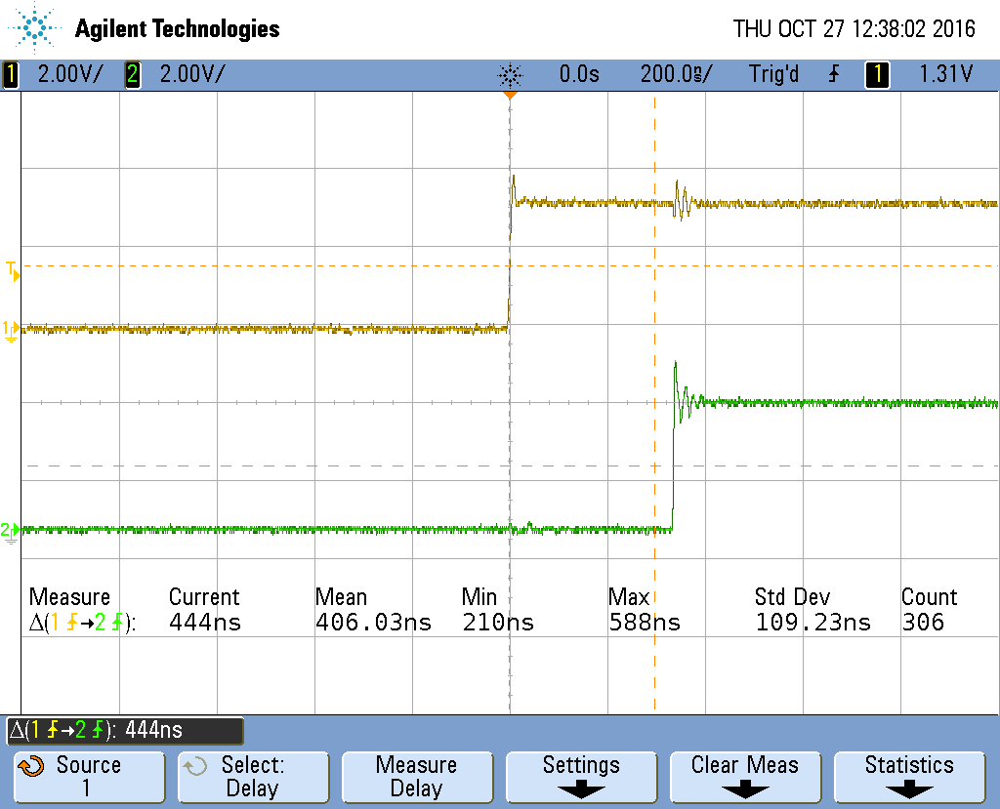 Agilent Technologies
THU OCT 27 12:38:02 2016
1 2.00V/ 2 2.00V/ 0.0s 200.0ns/ Trig'd 1 1.31V
T
1
2
Measure Current Mean Min Max Std Dev Count
Δ(1→2): 444ns 406.03ns 210ns 588ns 109.23ns 306
Δ(1→2): 444ns
Source
1
Select:
Delay
Measure
Delay
Settings
Clear Meas
Statistics